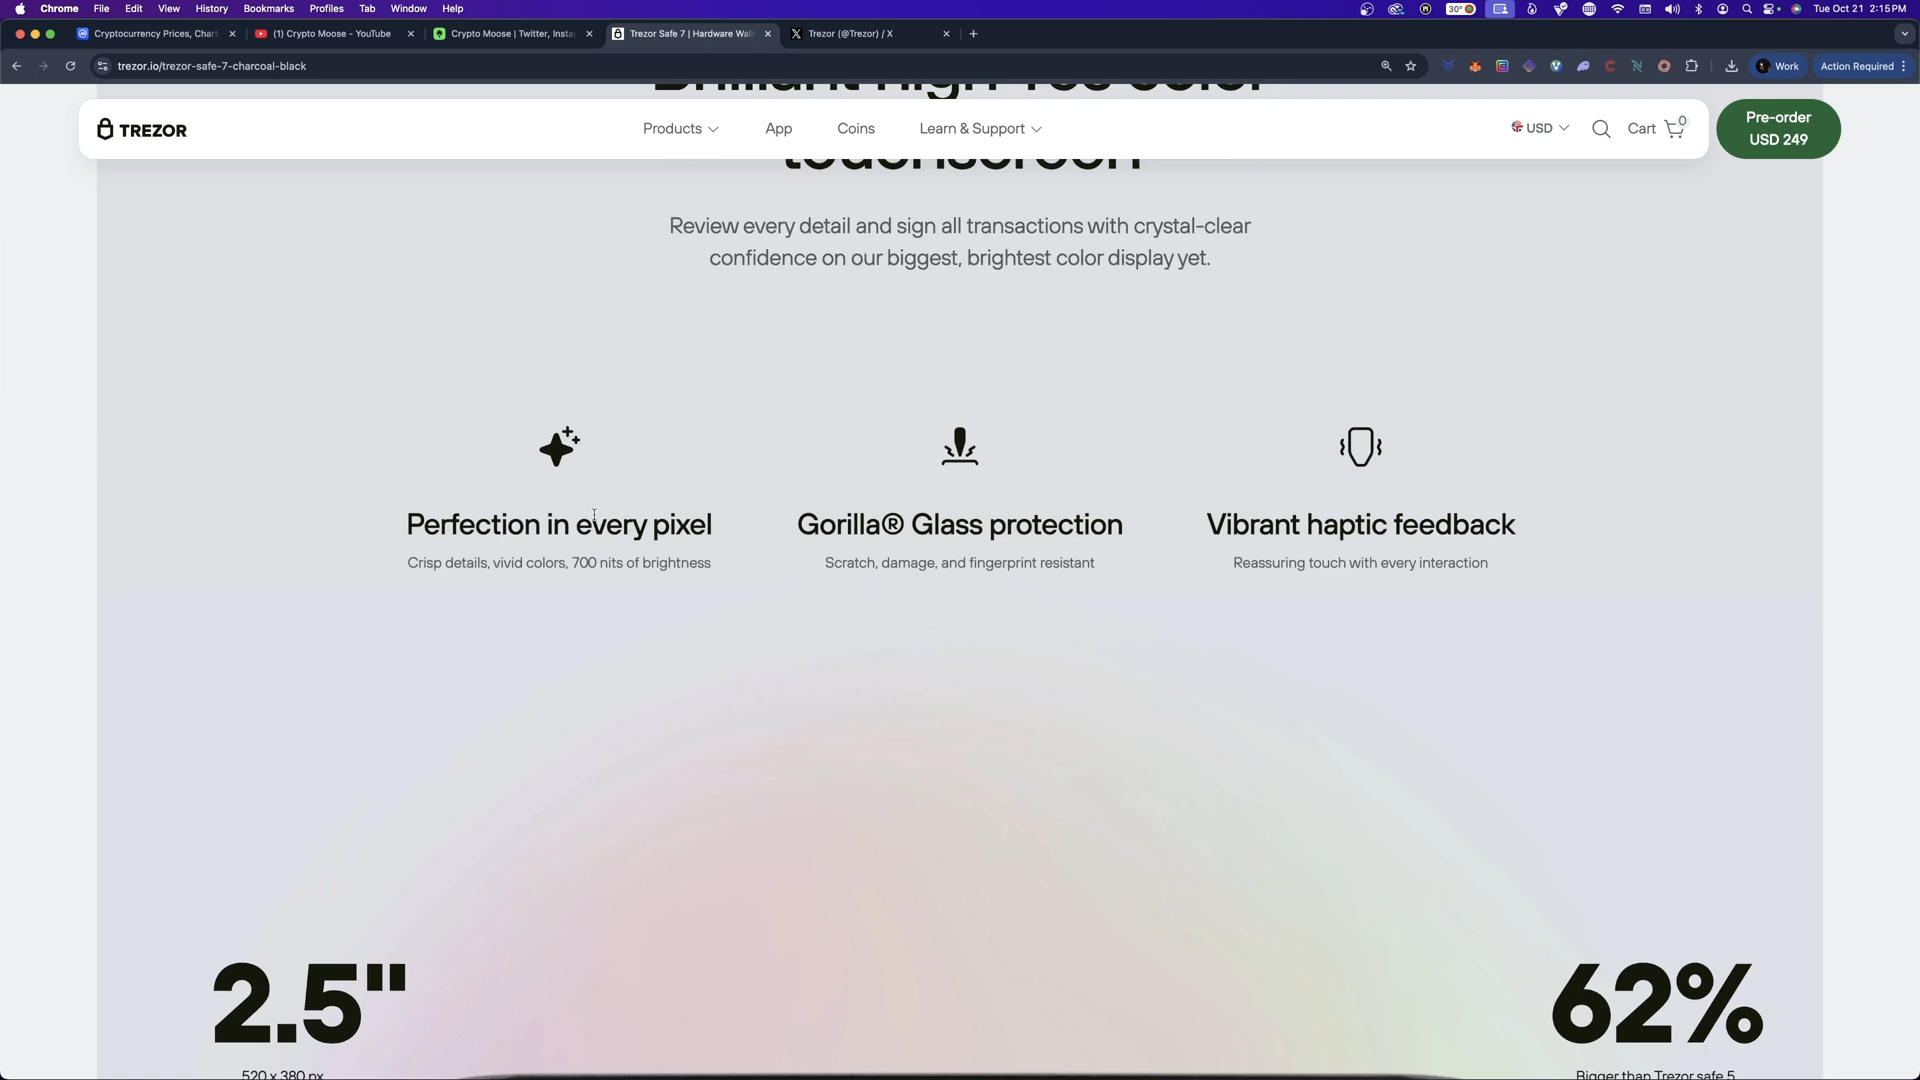 Chrome File Edit View History Bookmarks Profiles Tab Window Help
30° Tue Oct 21 2:15 PM
Cryptocurrency Prices, Chart
(1) Crypto Moose - YouTube
Crypto Moose | Twitter, Insta
Trezor Safe 7 | Hardware Wall
Trezor (@Trezor) / X
trezor.io/trezor-safe-7-charcoal-black
Work
Action Required
TREZOR
Products
App
Coins
Learn & Support
USD
Cart 0
Pre-order
USD 249
touchscreen
Review every detail and sign all transactions with crystal-clear
confidence on our biggest, brightest color display yet.
Perfection in every pixel
Crisp details, vivid colors, 700 nits of brightness
Gorilla® Glass protection
Scratch, damage, and fingerprint resistant
Vibrant haptic feedback
Reassuring touch with every interaction
2.5"
520 x 380 px
62%
Bigger than Trezor safe 5